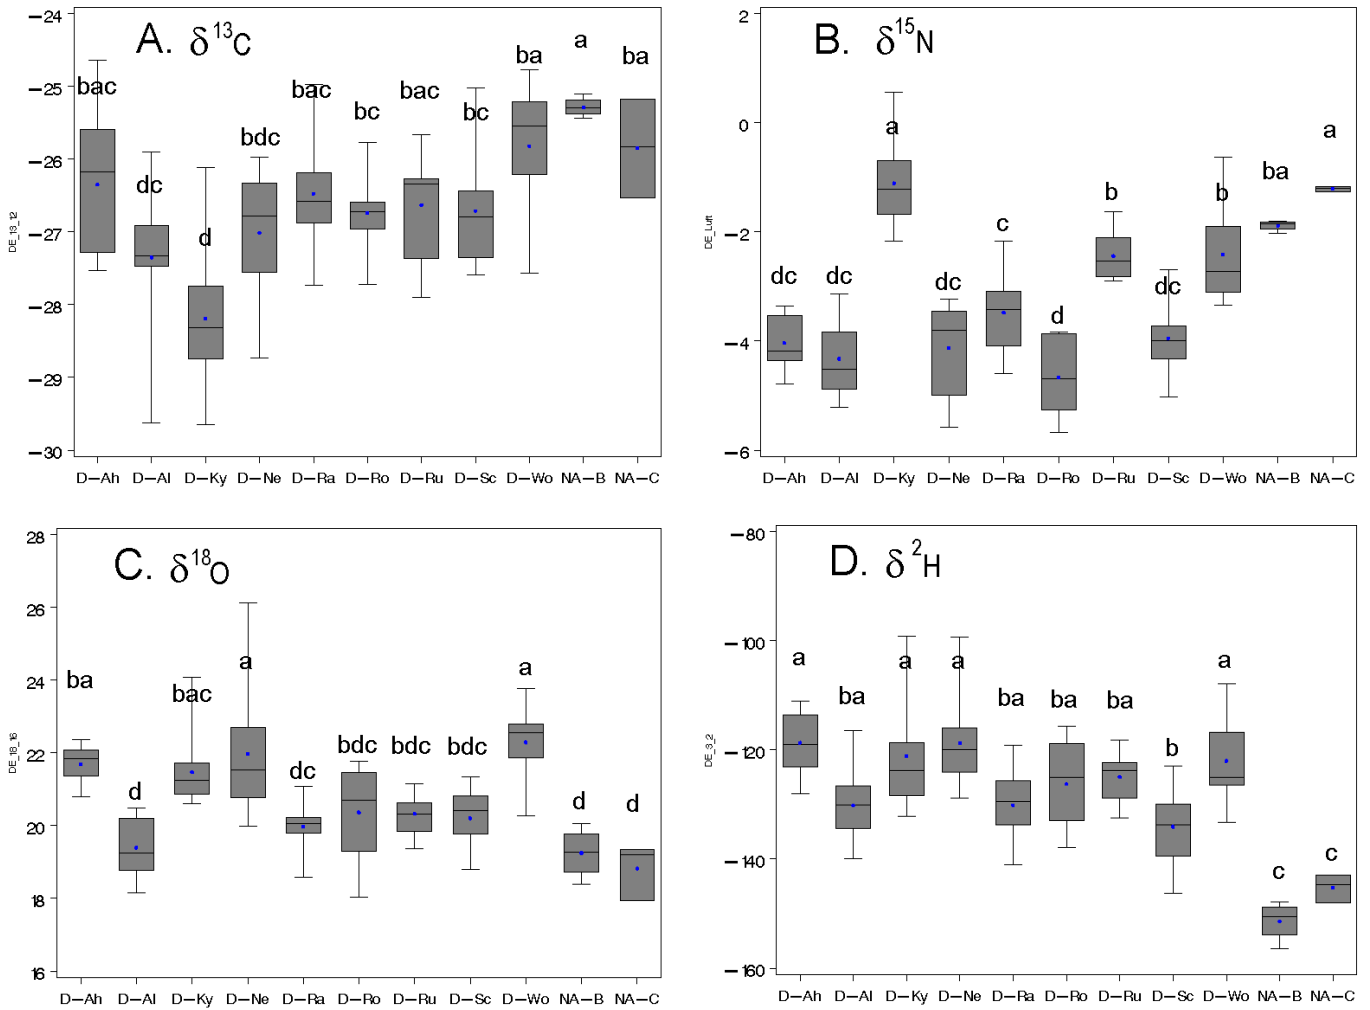 A. δ¹³C
−24
−25
−26
−27
−28
−29
−30
DE_13_12
bac
dc
d
bdc
bac
bc
bac
bc
ba
a
ba
D−Ah D−Al D−Ky D−Ne D−Ra D−Ro D−Ru D−Sc D−Wo NA−B NA−C
B. δ¹⁵N
2
0
−2
−4
−6
DE_Luft
dc
dc
a
dc
c
d
b
dc
b
ba
a
D−Ah D−Al D−Ky D−Ne D−Ra D−Ro D−Ru D−Sc D−Wo NA−B NA−C
C. δ¹⁸O
28
26
24
22
20
18
16
DE_18_16
ba
d
bac
a
dc
bdc
bdc
bdc
a
d
d
D−Ah D−Al D−Ky D−Ne D−Ra D−Ro D−Ru D−Sc D−Wo NA−B NA−C
D. δ²H
−80
−100
−120
−140
−160
DE_3_2
a
ba
a
a
ba
ba
ba
b
a
c
c
D−Ah D−Al D−Ky D−Ne D−Ra D−Ro D−Ru D−Sc D−Wo NA−B NA−C